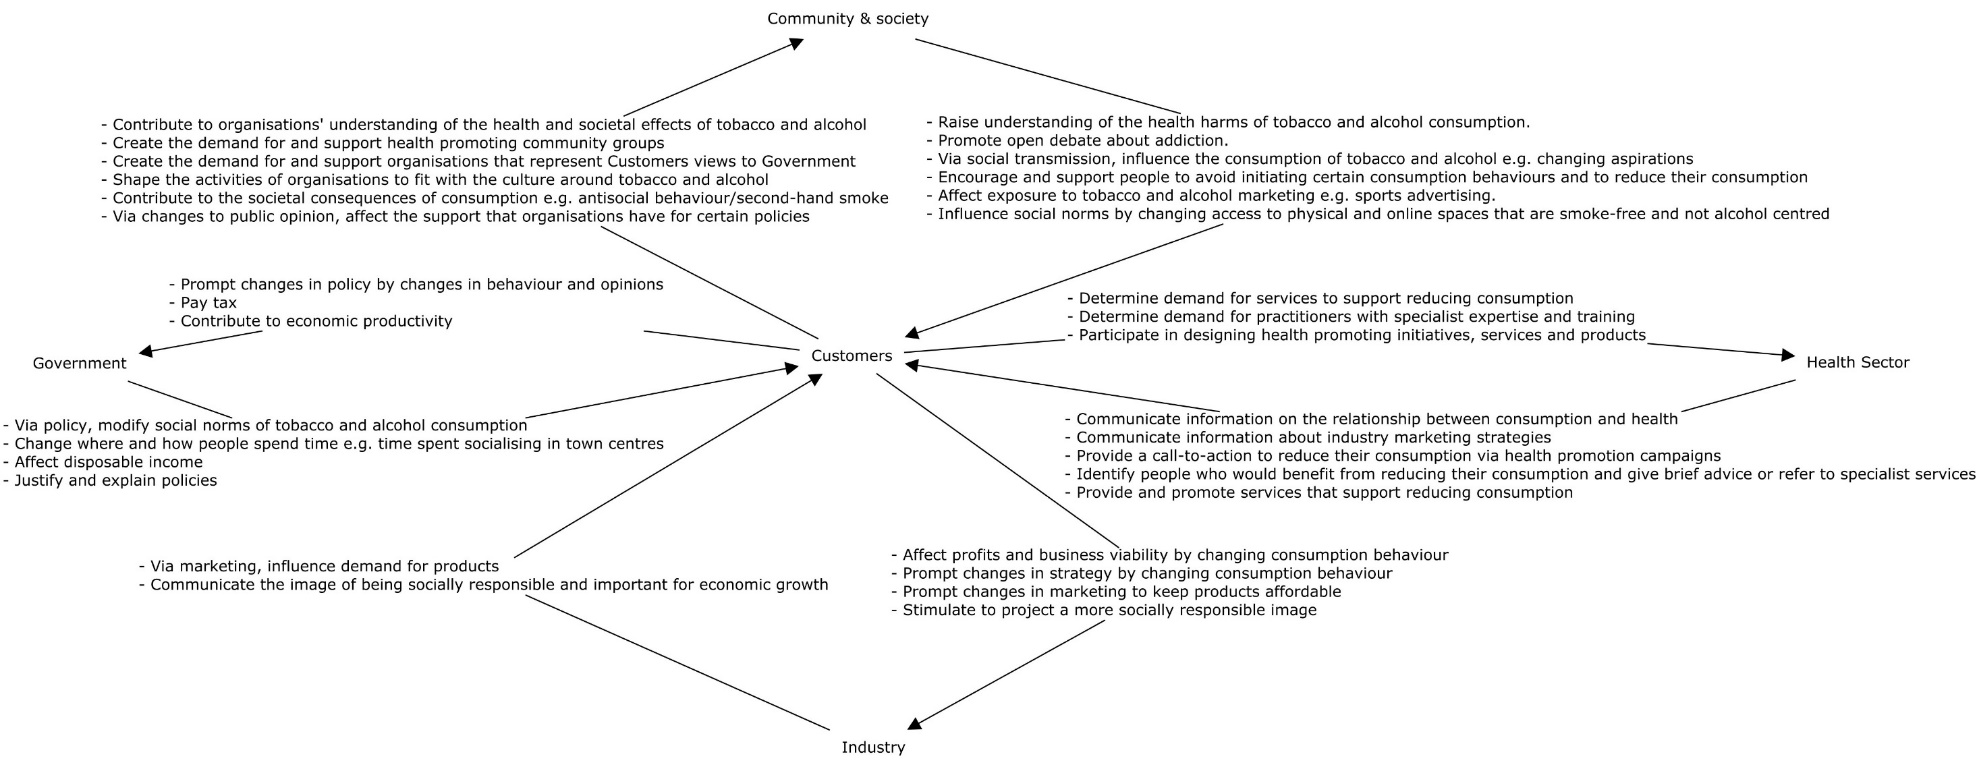 Community & society
- Contribute to organisations' understanding of the health and societal effects of tobacco and alcohol
- Create the demand for and support health promoting community groups
- Create the demand for and support organisations that represent Customers views to Government
- Shape the activities of organisations to fit with the culture around tobacco and alcohol
- Contribute to the societal consequences of consumption e.g. antisocial behaviour/second-hand smoke
- Via changes to public opinion, affect the support that organisations have for certain policies
- Raise understanding of the health harms of tobacco and alcohol consumption.
- Promote open debate about addiction.
- Via social transmission, influence the consumption of tobacco and alcohol e.g. changing aspirations
- Encourage and support people to avoid initiating certain consumption behaviours and to reduce their consumption
- Affect exposure to tobacco and alcohol marketing e.g. sports advertising.
- Influence social norms by changing access to physical and online spaces that are smoke-free and not alcohol centred
- Prompt changes in policy by changes in behaviour and opinions
- Pay tax
- Contribute to economic productivity
- Determine demand for services to support reducing consumption
- Determine demand for practitioners with specialist expertise and training
- Participate in designing health promoting initiatives, services and products
Government
Customers
Health Sector
- Via policy, modify social norms of tobacco and alcohol consumption
- Change where and how people spend time e.g. time spent socialising in town centres
- Affect disposable income
- Justify and explain policies
- Communicate information on the relationship between consumption and health
- Communicate information about industry marketing strategies
- Provide a call-to-action to reduce their consumption via health promotion campaigns
- Identify people who would benefit from reducing their consumption and give brief advice or refer to specialist services
- Provide and promote services that support reducing consumption
- Via marketing, influence demand for products
- Communicate the image of being socially responsible and important for economic growth
- Affect profits and business viability by changing consumption behaviour
- Prompt changes in strategy by changing consumption behaviour
- Prompt changes in marketing to keep products affordable
- Stimulate to project a more socially responsible image
Industry